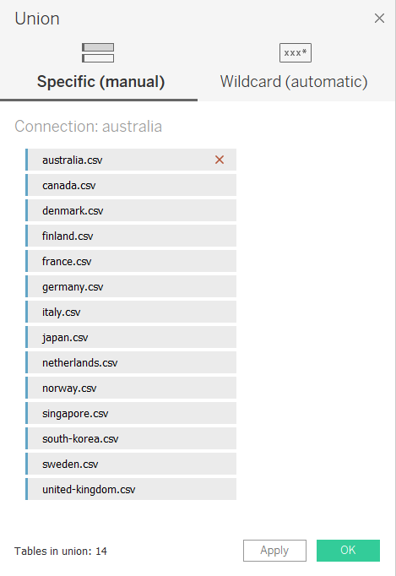 Union
xxx*
Specific (manual)
Wildcard (automatic)
Connection: australia
australia.csv
canada.csv
denmark.csv
finland.csv
france.csv
germany.csv
italy.csv
japan.csv
netherlands.csv
norway.csv
singapore.csv
south-korea.csv
sweden.csv
united-kingdom.csv
Tables in union: 14
Apply
OK